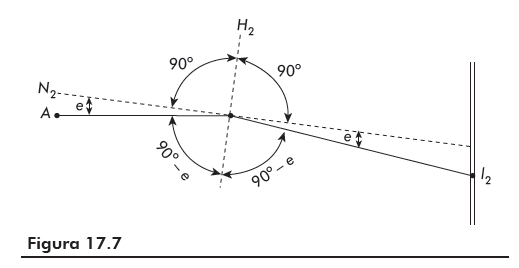 H₂
90°
90°
N₂
e
A
e
90° – e
90° – e
I₂
Figura 17.7